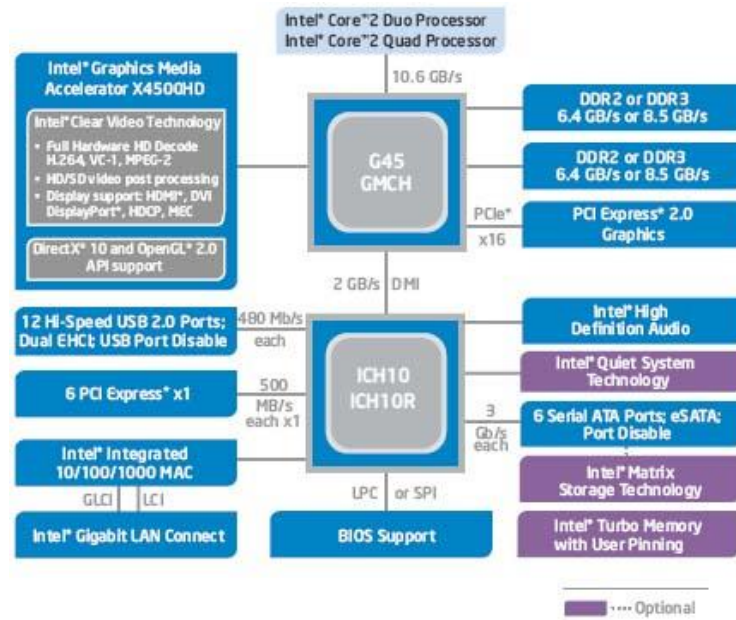 Intel® Core™2 Duo Processor
Intel® Core™2 Quad Processor
10.6 GB/s
Intel® Graphics Media
Accelerator X4500HD
Intel® Clear Video Technology
• Full Hardware HD Decode
H.264, VC-1, MPEG-2
• HD/SD video post processing
• Display support: HDMI*, DVI
DisplayPort*, HDCP, MEC
DirectX* 10 and OpenGL* 2.0
API support
G45
GMCH
DDR2 or DDR3
6.4 GB/s or 8.5 GB/s
DDR2 or DDR3
6.4 GB/s or 8.5 GB/s
PCIe*
x16
PCI Express* 2.0
Graphics
2 GB/s DMI
12 Hi-Speed USB 2.0 Ports;
Dual EHCI; USB Port Disable
480 Mb/s
each
6 PCI Express* x1
500
MB/s
each x1
Intel® Integrated
10/100/1000 MAC
GLCI LCI
Intel® Gigabit LAN Connect
ICH10
ICH10R
LPC or SPI
BIOS Support
Intel® High
Definition Audio
Intel® Quiet System
Technology
3
Gb/s
each
6 Serial ATA Ports; eSATA;
Port Disable
Intel® Matrix
Storage Technology
Intel® Turbo Memory
with User Pinning
Optional